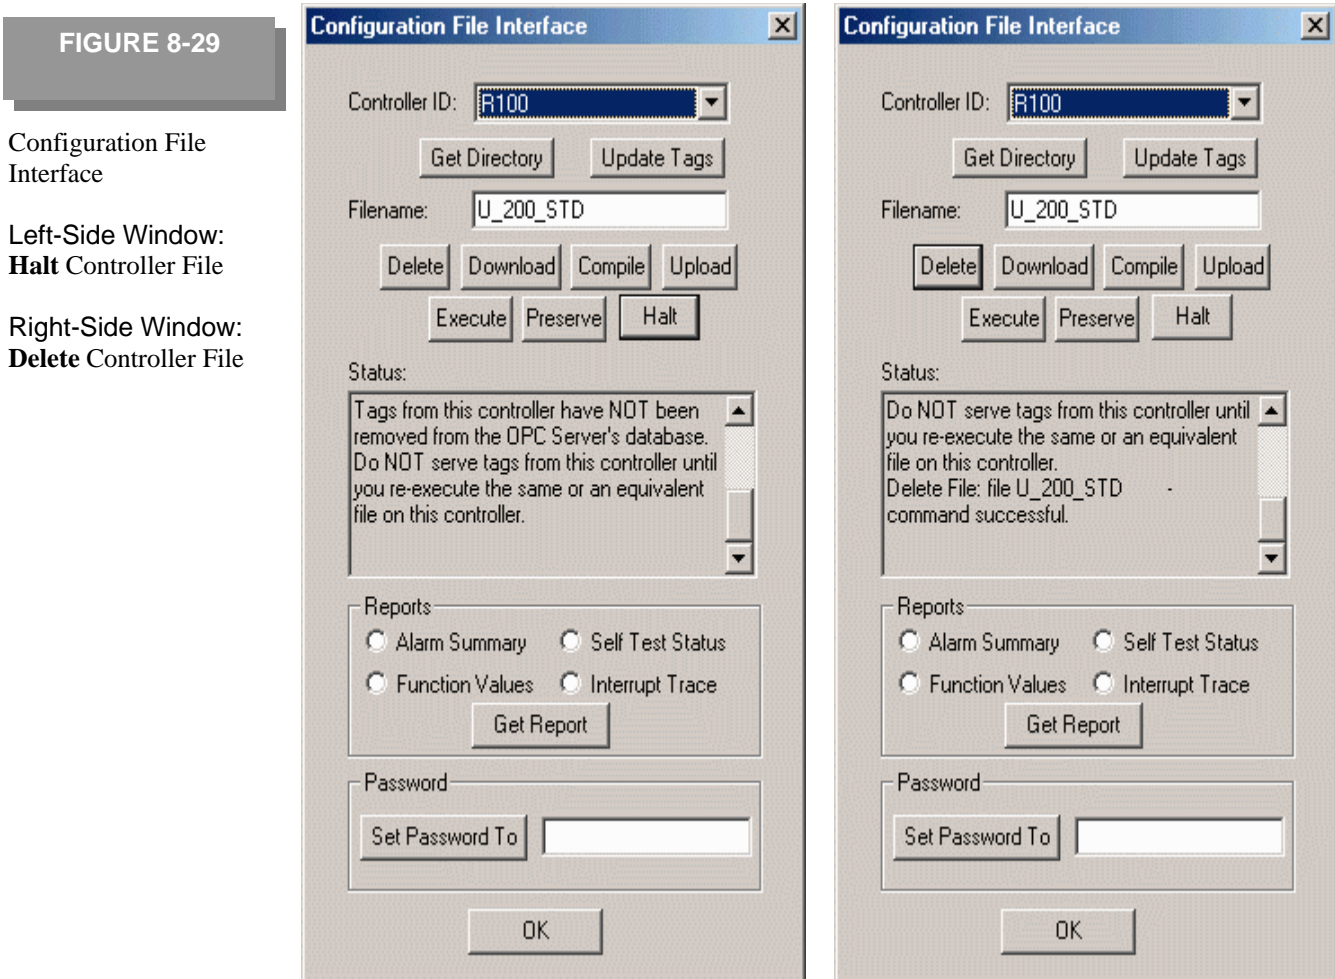 FIGURE 8-29
Configuration File
Interface
Left-Side Window:
Halt Controller File
Right-Side Window:
Delete Controller File
Configuration File Interface
Controller ID: R100
Get Directory Update Tags
Filename: U_200_STD
Delete Download Compile Upload
Execute Preserve Halt
Status:
Tags from this controller have NOT been
removed from the OPC Server's database.
Do NOT serve tags from this controller until
you re-execute the same or an equivalent
file on this controller.
Reports
Alarm Summary Self Test Status
Function Values Interrupt Trace
Get Report
Password
Set Password To
OK
Configuration File Interface
Controller ID: R100
Get Directory Update Tags
Filename: U_200_STD
Delete Download Compile Upload
Execute Preserve Halt
Status:
Do NOT serve tags from this controller until
you re-execute the same or an equivalent
file on this controller.
Delete File: file U_200_STD -
command successful.
Reports
Alarm Summary Self Test Status
Function Values Interrupt Trace
Get Report
Password
Set Password To
OK